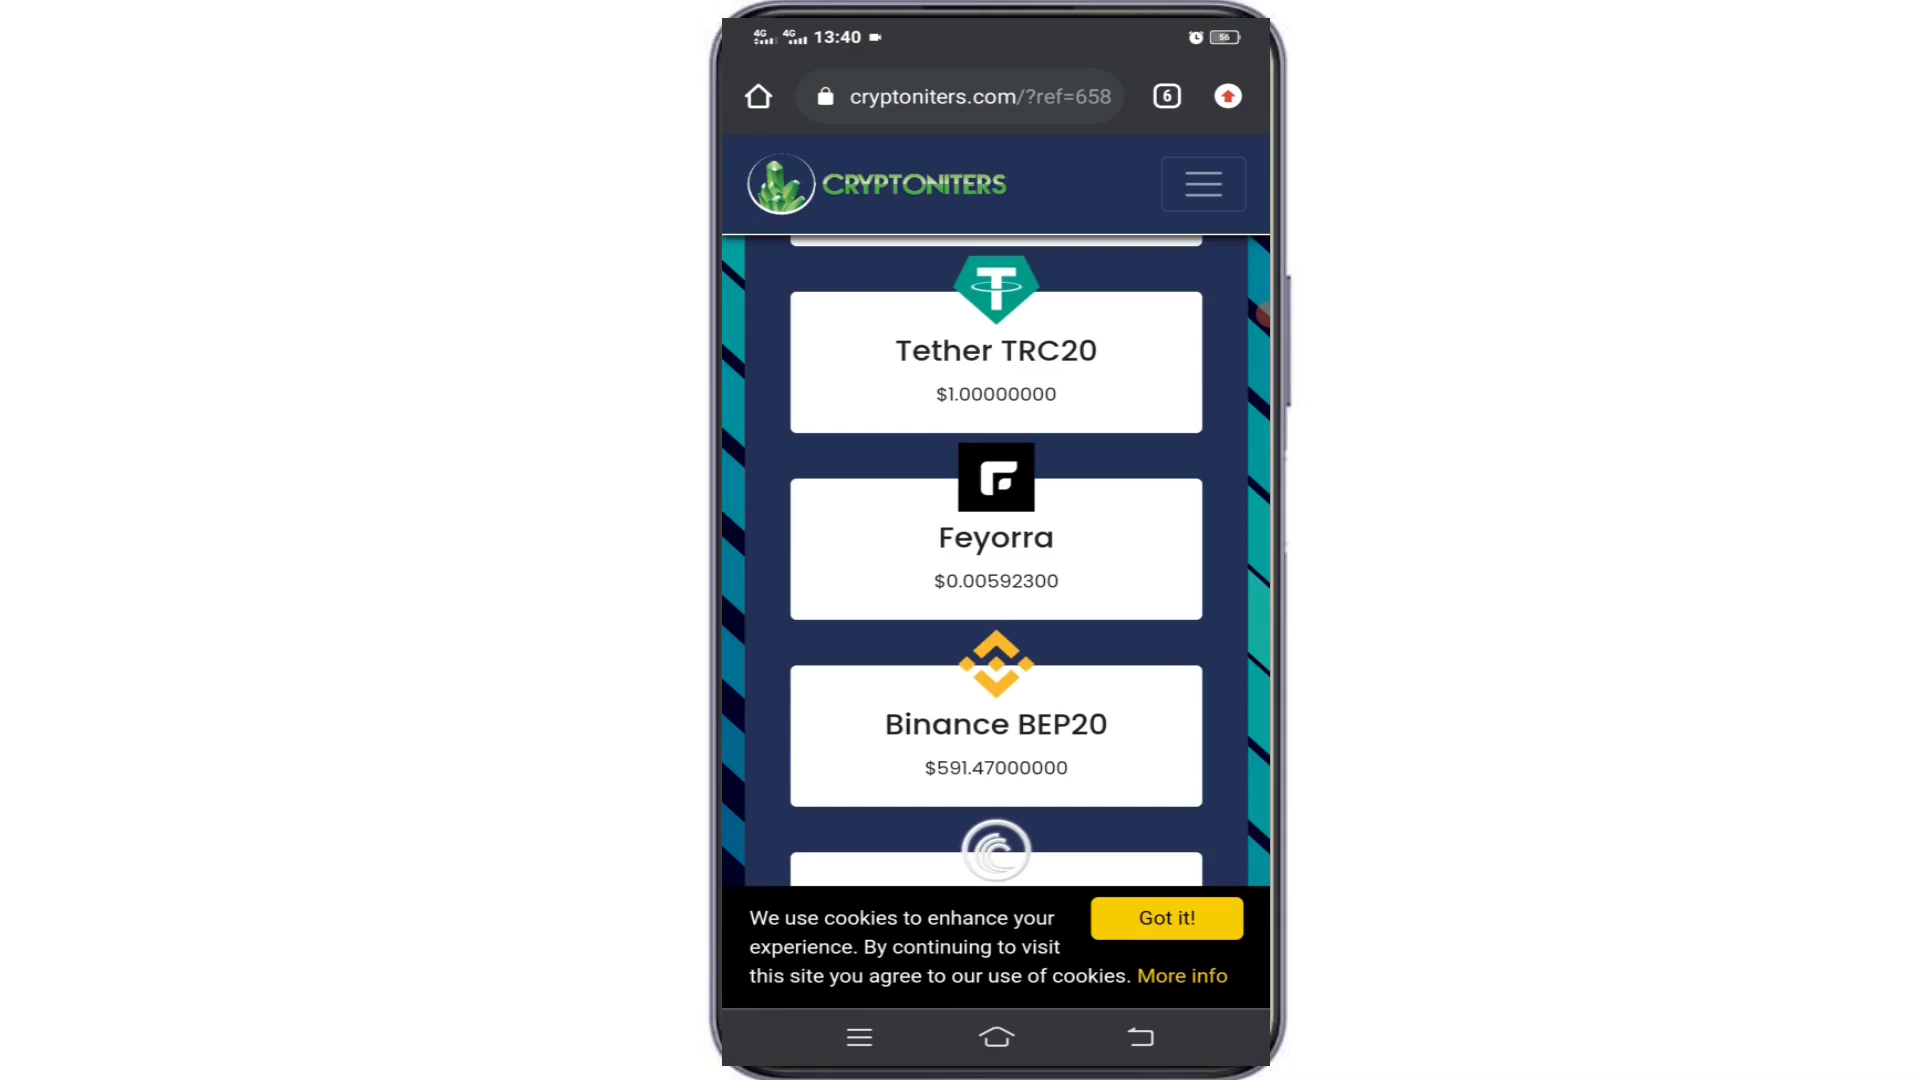 4G 4G 13:40 56
cryptoniters.com/?ref=658 6
CRYPTONITERS
Tether TRC20
$1.00000000
Feyorra
$0.00592300
Binance BEP20
$591.47000000
We use cookies to enhance your
experience. By continuing to visit
this site you agree to our use of cookies. More info
Got it!